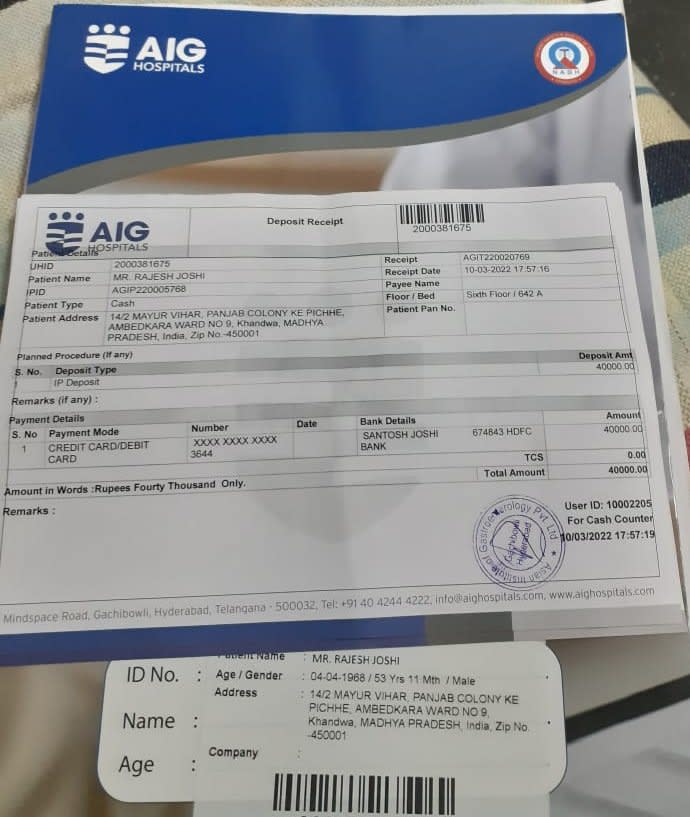 AIG
HOSPITALS
NABH
AIG
HOSPITALS
Deposit Receipt
2000381675
Patient Details
UHID 2000381675
Patient Name MR. RAJESH JOSHI
IPID AGIP220005768
Patient Type Cash
Patient Address 14/2 MAYUR VIHAR, PANJAB COLONY KE PICHHE,
AMBEDKARA WARD NO 9, Khandwa, MADHYA
PRADESH, India, Zip No.-450001
Receipt AGIT220020769
Receipt Date 10-03-2022 17:57:16
Payee Name
Floor / Bed Sixth Floor / 642 A
Patient Pan No.
Planned Procedure (If any)
S. No. Deposit Type Deposit Amt
1 IP Deposit 40000.00
Remarks (if any) :
Payment Details
S. No Payment Mode Number Date Bank Details Amount
1 CREDIT CARD/DEBIT XXXX XXXX XXXX SANTOSH JOSHI 674843 HDFC 40000.00
CARD 3644 BANK
TCS 0.00
Total Amount 40000.00
Amount in Words :Rupees Fourty Thousand Only.
Remarks :
User ID: 10002205
For Cash Counter
10/03/2022 17:57:19
Asian Institute of Gastroenterology Pvt. Ltd.
Gachibowli
Hyderabad
Mindspace Road, Gachibowli, Hyderabad, Telangana - 500032, Tel: +91 40 4244 4222, info@aighospitals.com, www.aighospitals.com
Patient Name : MR. RAJESH JOSHI
ID No. : Age / Gender : 04-04-1968 / 53 Yrs 11 Mth / Male
Address : 14/2 MAYUR VIHAR, PANJAB COLONY KE
PICHHE, AMBEDKARA WARD NO 9,
Name : Khandwa, MADHYA PRADESH, India, Zip No.
-450001
Age : Company :